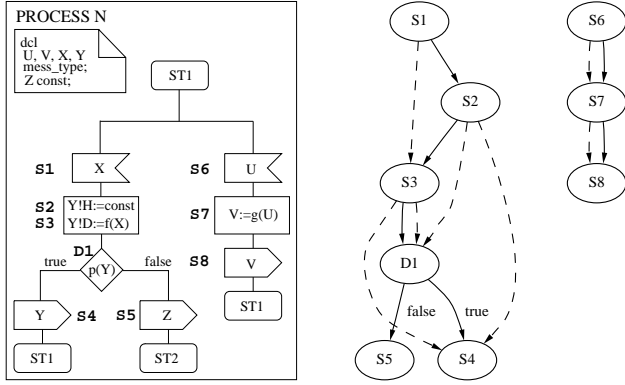 PROCESS N
dcl
U, V, X, Y
mess_type;
Z const;
ST1
S1 X
S6 U
S2 Y!H:=const
S3 Y!D:=f(X)
S7 V:=g(U)
D1
p(Y)
true
false
S8 V
Y S4
S5 Z
ST1
ST1
ST2
S1
S2
S3
D1
false
true
S5
S4
S6
S7
S8